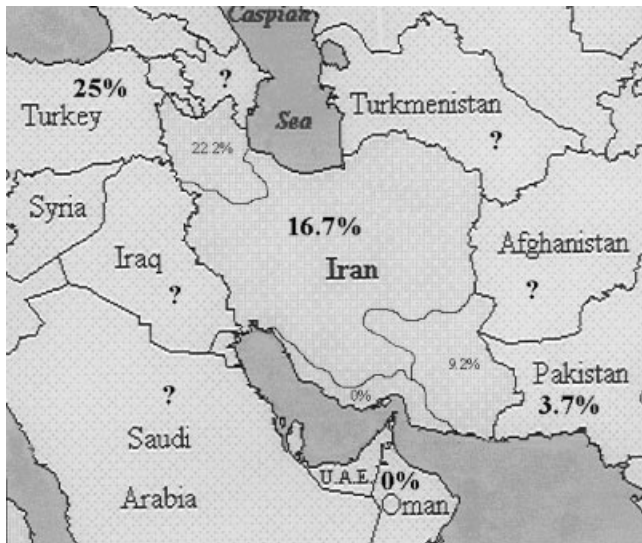 Caspian
Sea
25%
Turkey
?
Turkmenistan
?
22.2%
Syria
16.7%
Iran
Iraq
?
Afghanistan
?
9.2%
Pakistan
3.7%
0%
?
Saudi
Arabia
U.A.E.
0%
Oman